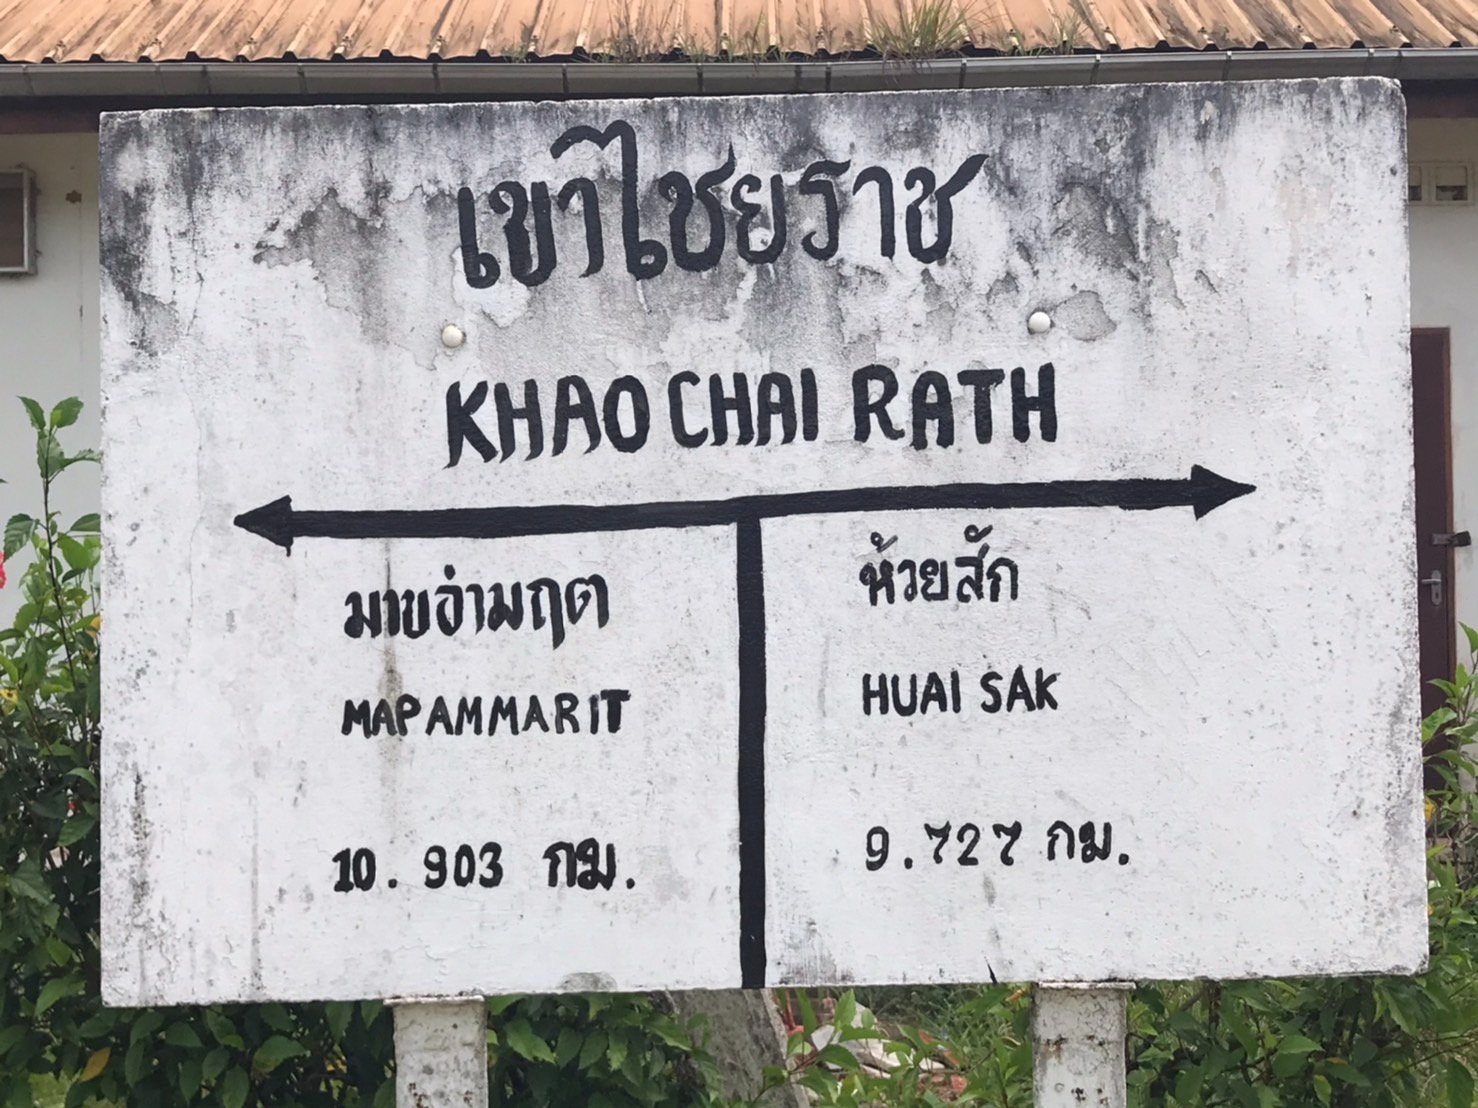 เขาไชยราช
KHAO CHAI RATH
มาบอำมฤต
MAPAMMARIT
10.903 กม.
ห้วยสัก
HUAI SAK
9.727 กม.